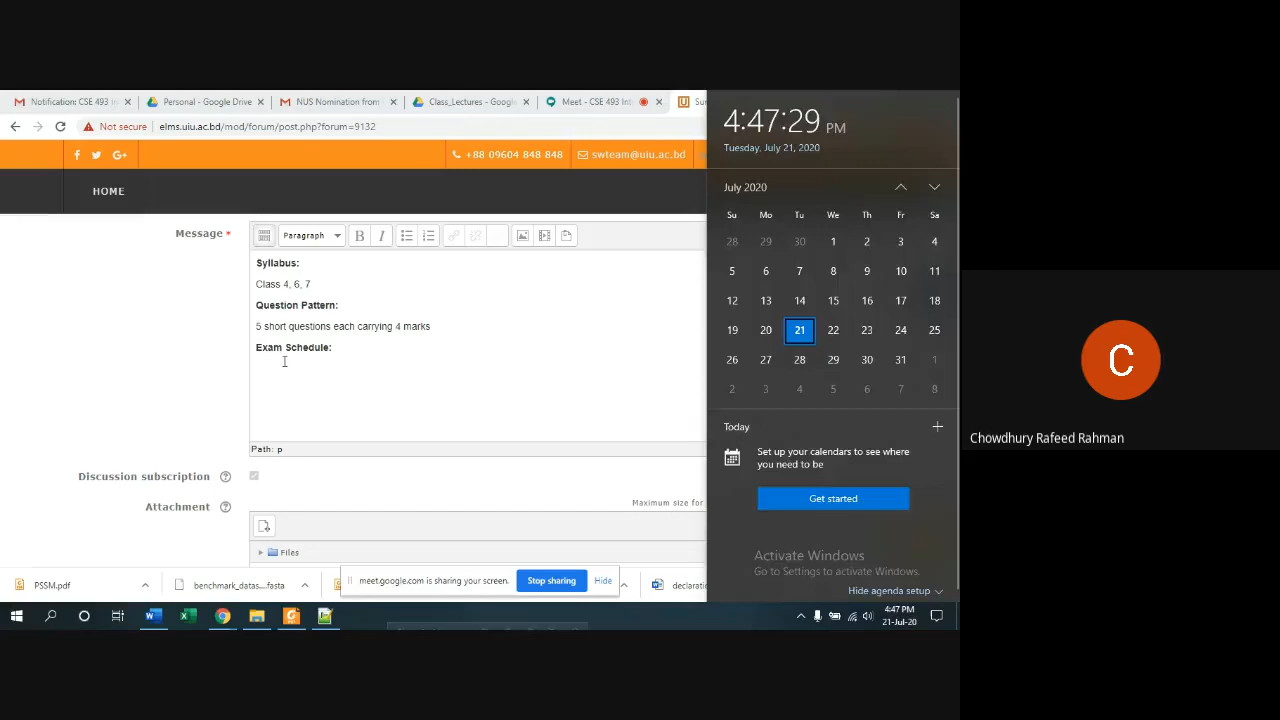 Notification: CSE 493 In
Personal - Google Drive
NUS Nomination from
Class_Lectures - Google
Meet - CSE 493 Int
Not secure
elms.uiu.ac.bd/mod/forum/post.php?forum=9132
+88 09604 848 848
swteam@uiu.ac.bd
HOME
Message *
Paragraph
B
I
Syllabus:
Class 4, 6, 7
Question Pattern:
5 short questions each carrying 4 marks
Exam Schedule:
Path: p
Discussion subscription
Attachment
Maximum size for
Files
PSSM.pdf
benchmark_datas....fasta
meet.google.com is sharing your screen.
Stop sharing
Hide
declaratio
4:47:29 PM
Tuesday, July 21, 2020
July 2020
Su Mo Tu We Th Fr Sa
28 29 30 1 2 3 4
5 6 7 8 9 10 11
12 13 14 15 16 17 18
19 20 21 22 23 24 25
26 27 28 29 30 31 1
2 3 4 5 6 7 8
Today
Set up your calendars to see where
you need to be
Get started
Activate Windows
Go to Settings to activate Windows.
Hide agenda setup
4:47 PM
21-Jul-20
C
Chowdhury Rafeed Rahman